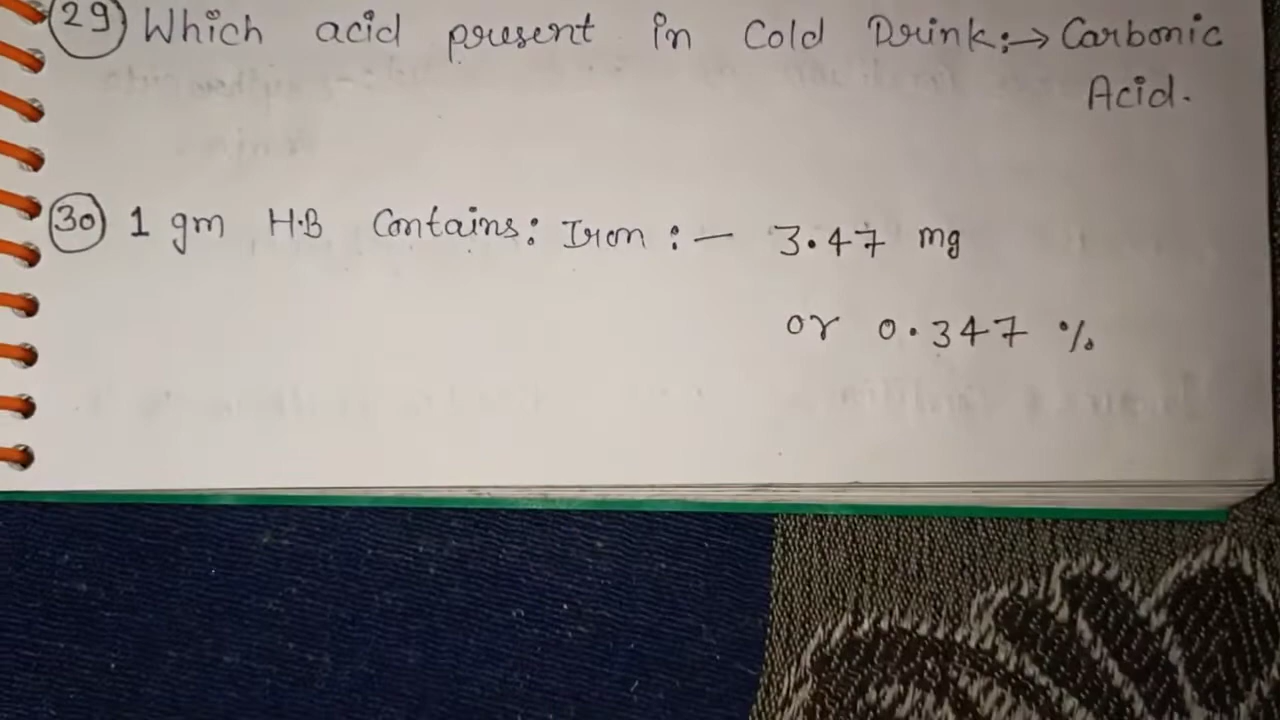 (29) Which acid present in Cold Drink:→ Carbonic
Acid.
(30) 1 gm H.B Contains: Iron :- 3.47 mg
or 0.347 %